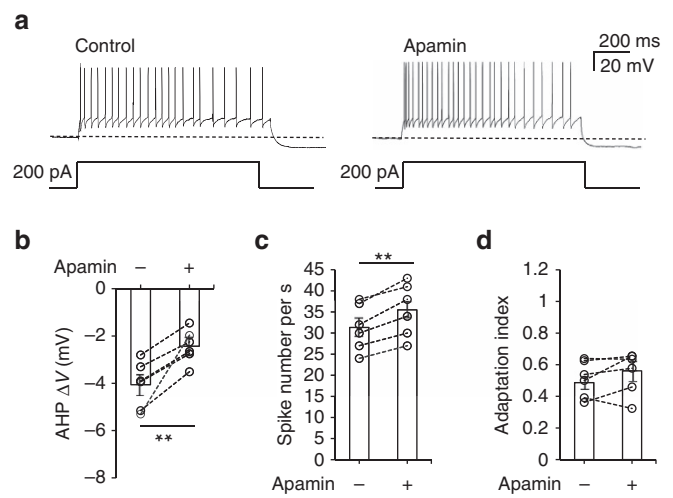 a
Control
Apamin
200 ms
20 mV
200 pA
200 pA
b
Apamin − +
0
−2
−4
−6
−8
AHP ΔV (mV)
**
c
**
45
40
35
30
25
20
15
10
5
0
Spike number per s
Apamin − +
d
1.2
1
0.8
0.6
0.4
0.2
0
Adaptation index
Apamin − +